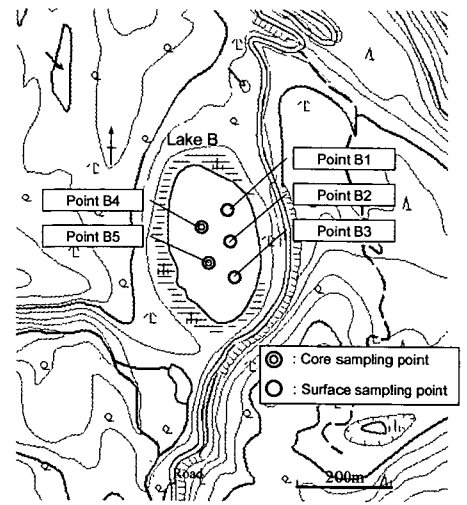 Lake B
Point B1
Point B4
Point B2
Point B5
Point B3
: Core sampling point
: Surface sampling point
Road
200m